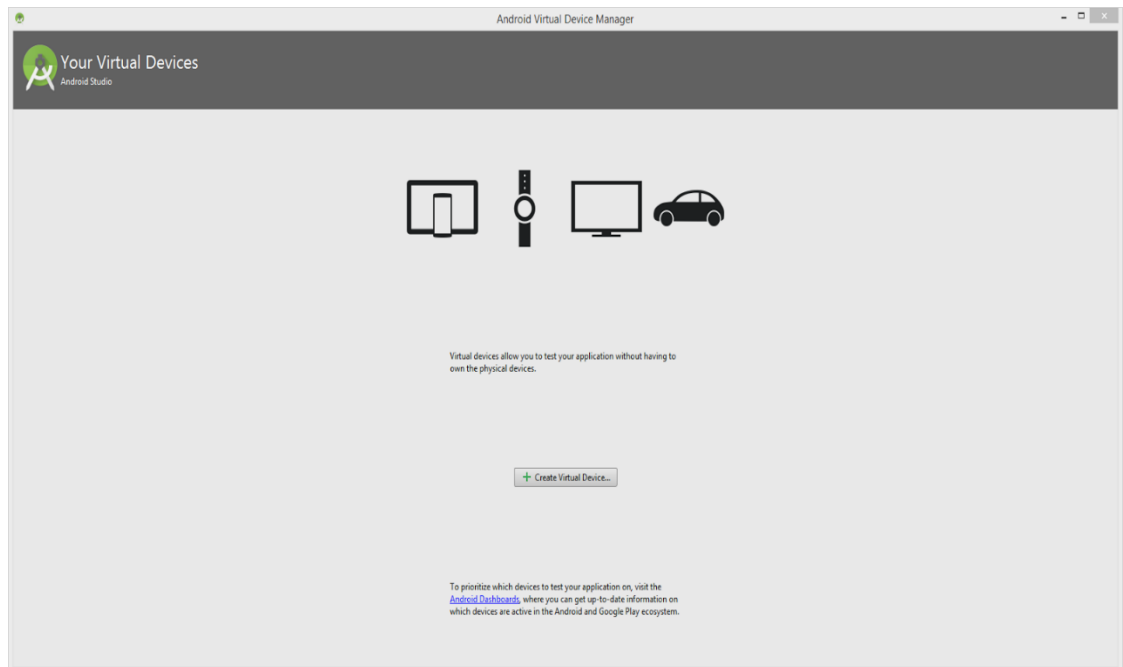 Android Virtual Device Manager
Your Virtual Devices
Android Studio
Virtual devices allow you to test your application without having to
own the physical devices.
Create Virtual Device...
To prioritize which devices to test your application on, visit the
Android Dashboards, where you can get up-to-date information on
which devices are active in the Android and Google Play ecosystem.